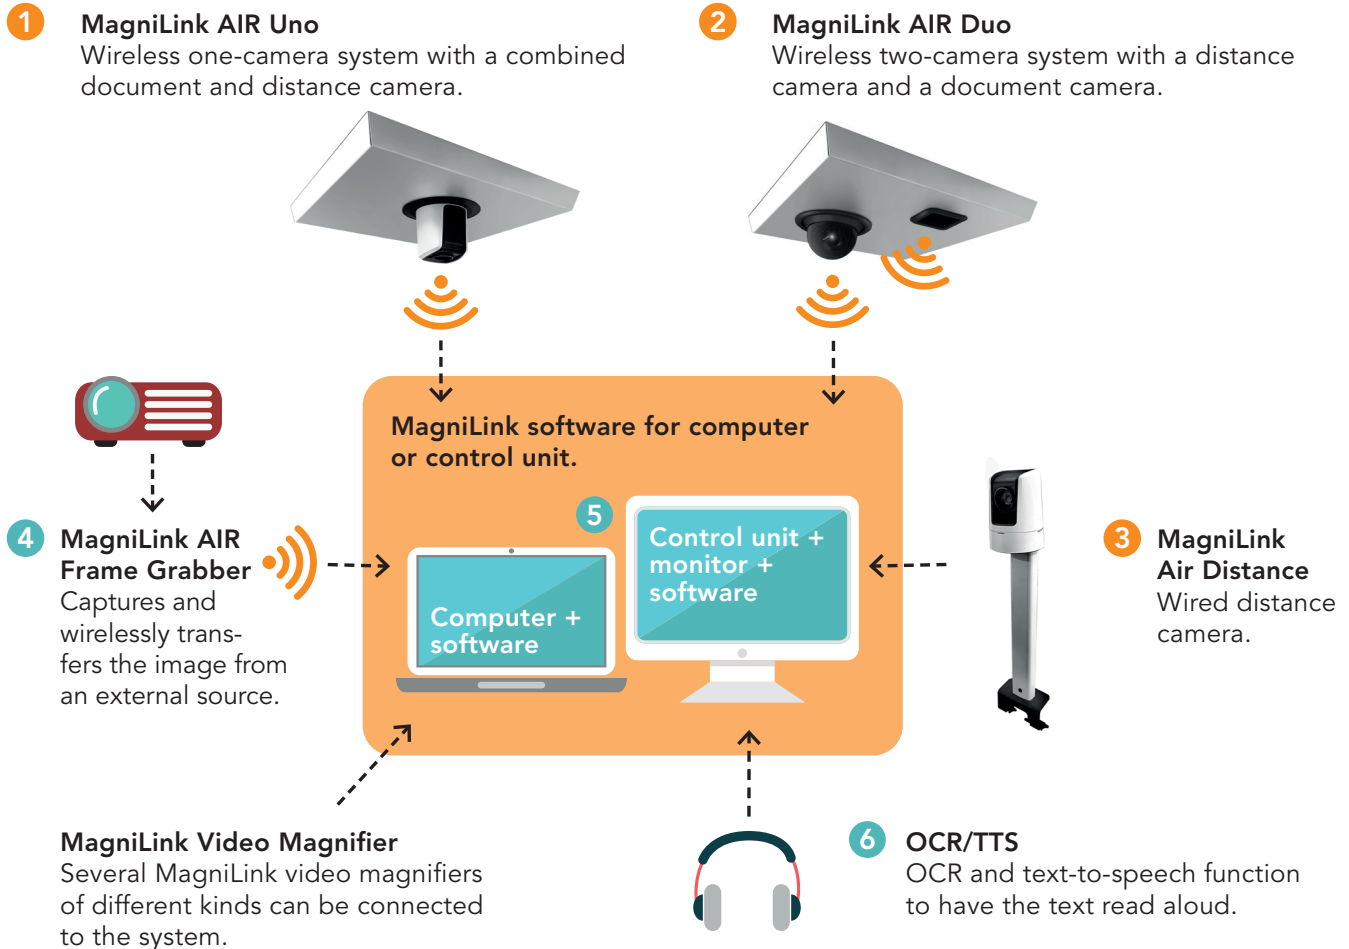 1
MagniLink AIR Uno
Wireless one-camera system with a combined
document and distance camera.
2
MagniLink AIR Duo
Wireless two-camera system with a distance
camera and a document camera.
MagniLink software for computer
or control unit.
5
Control unit +
monitor +
software
Computer +
software
4
MagniLink AIR
Frame Grabber
Captures and
wirelessly trans-
fers the image from
an external source.
3
MagniLink
Air Distance
Wired distance
camera.
MagniLink Video Magnifier
Several MagniLink video magnifiers
of different kinds can be connected
to the system.
6
OCR/TTS
OCR and text-to-speech function
to have the text read aloud.